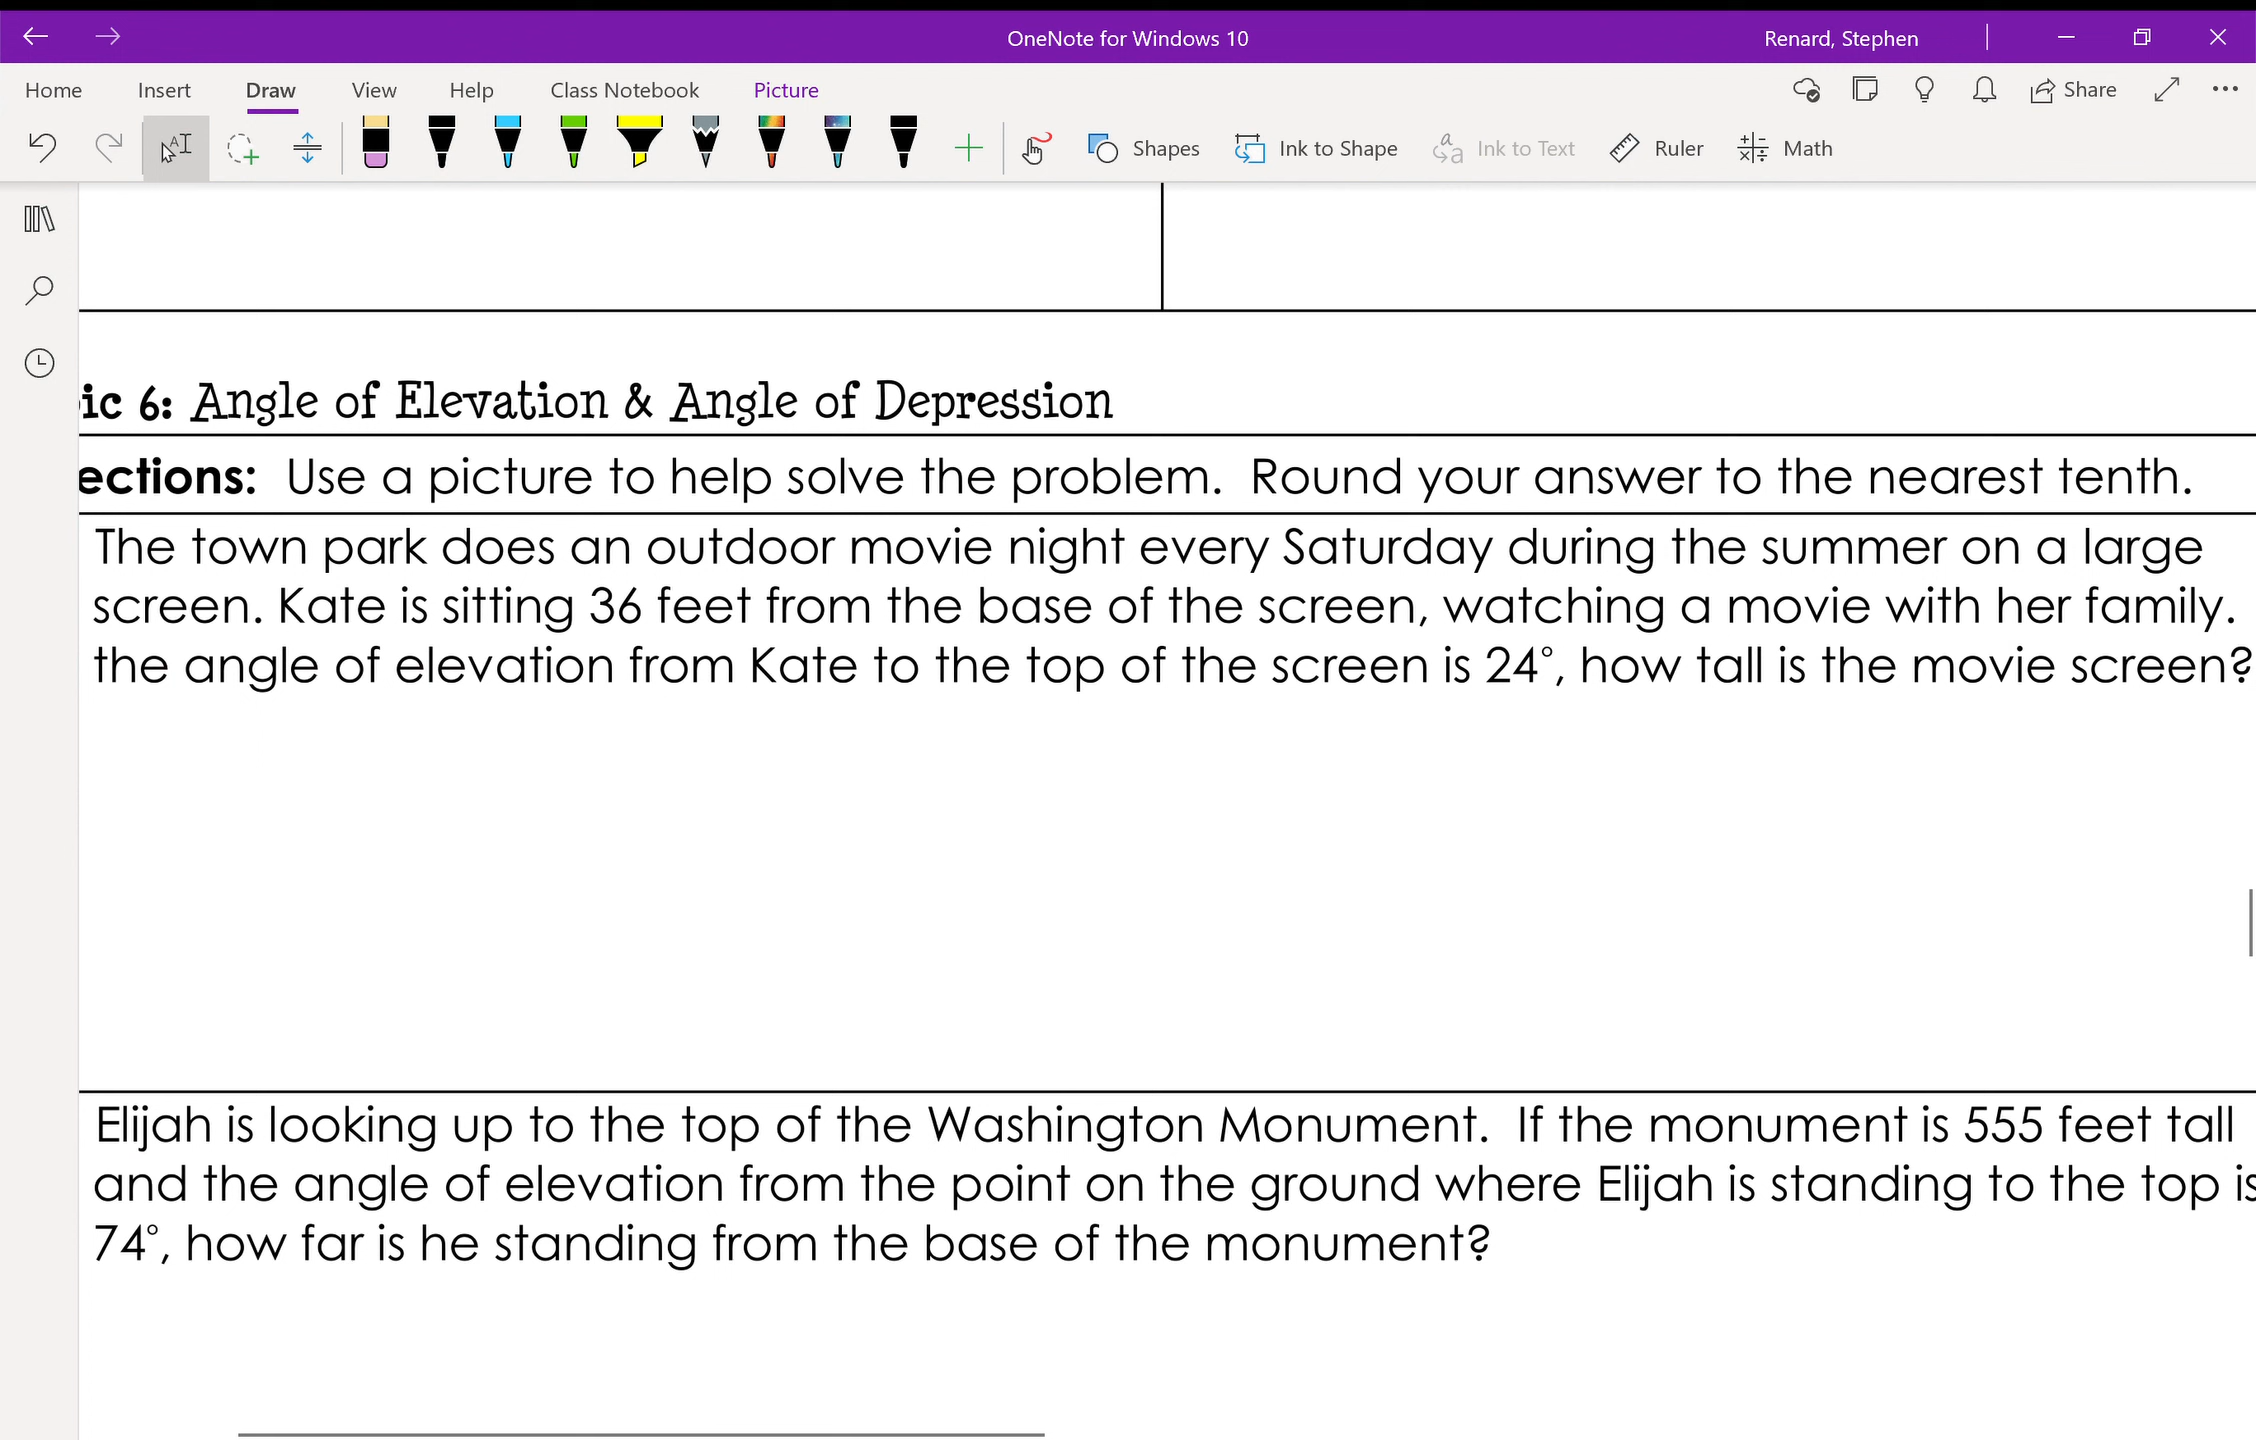 OneNote for Windows 10
Renard, Stephen
Home Insert Draw View Help Class Notebook Picture Share
Shapes Ink to Shape Ink to Text Ruler Math
ic 6: Angle of Elevation & Angle of Depression
ections: Use a picture to help solve the problem. Round your answer to the nearest tenth.
The town park does an outdoor movie night every Saturday during the summer on a large
screen. Kate is sitting 36 feet from the base of the screen, watching a movie with her family.
the angle of elevation from Kate to the top of the screen is 24°, how tall is the movie screen?
Elijah is looking up to the top of the Washington Monument. If the monument is 555 feet tall
and the angle of elevation from the point on the ground where Elijah is standing to the top is
74°, how far is he standing from the base of the monument?